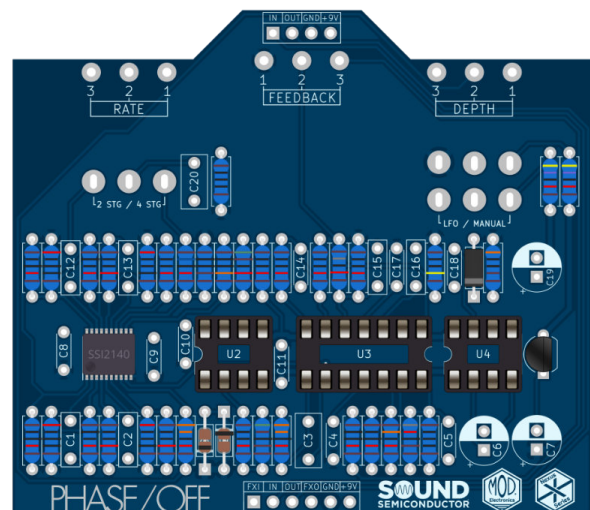 IN OUT GND +9V
1 2 3
FEEDBACK
3 2 1
RATE
3 2 1
DEPTH
C20
2 STG / 4 STG
LFO / MANUAL
C12 C13 C14 C15 C17 C16 C18 C19
C8 SSI2140 C9 C10 U2 C11 U3 U4
C1 C2 C3 C4 C5 C6 C7
PHASE/OFF
FX1 IN OUT FXO GND +9V
SOUND
SEMICONDUCTOR
MOD
Electronics